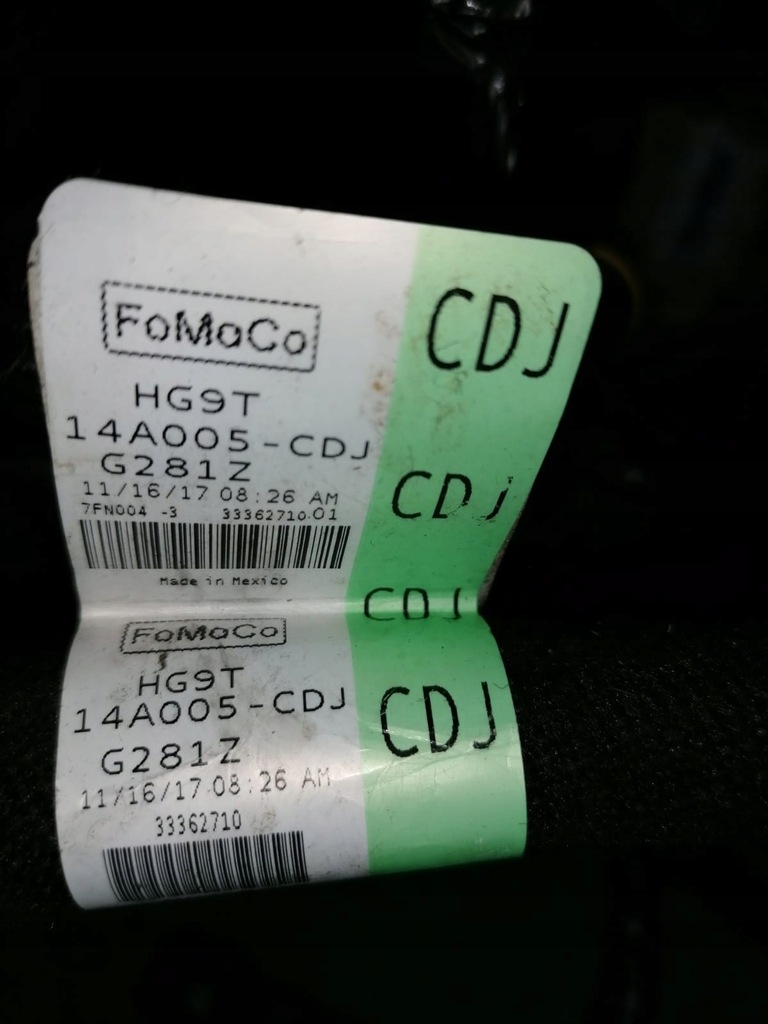 FoMoCo
HG9T
14A005-CDJ
G281Z
11/16/17 08:26 AM
7FN004 -3 33362710.01
Made in Mexico
CDJ
CDJ
CDJ
FoMoCo
HG9T
14A005-CDJ
G281Z
11/16/17 08:26 AM
33362710
CDJ